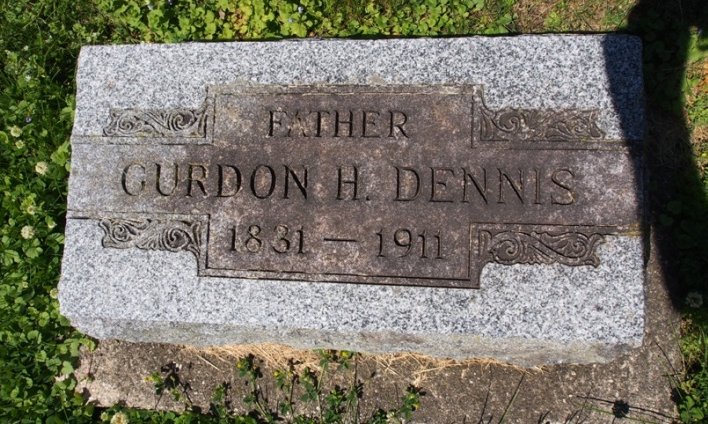 FATHER
GURDON H. DENNIS
1831 — 1911